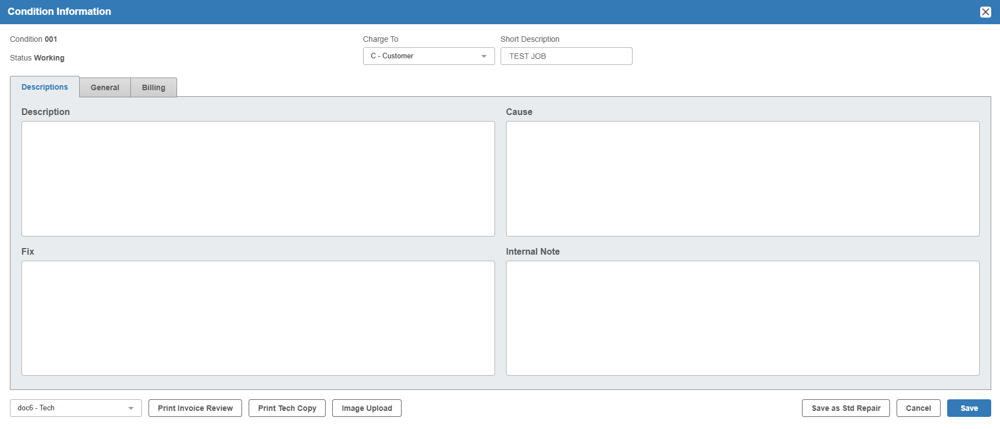 Condition Information
Condition 001
Charge To
Short Description
C - Customer
TEST JOB
Status Working
Descriptions
General
Billing
Description
Cause
Fix
Internal Note
doc6 - Tech
Print Invoice Review
Print Tech Copy
Image Upload
Save as Std Repair
Cancel
Save